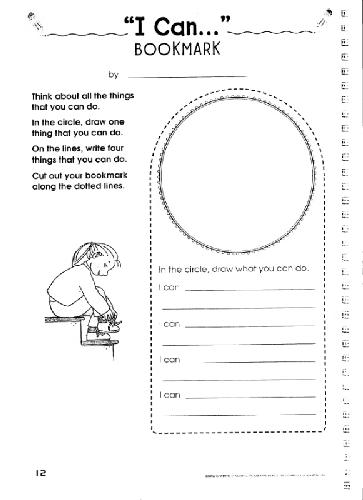 "I Can..."
BOOKMARK
by
Think about all the things
that you can do.
In the circle, draw one
thing that you can do.
On the lines, write four
things that you can do.
Cut out your bookmark
along the dotted lines.
In the circle, draw what you can do.
I can
I can
I can
I can
12